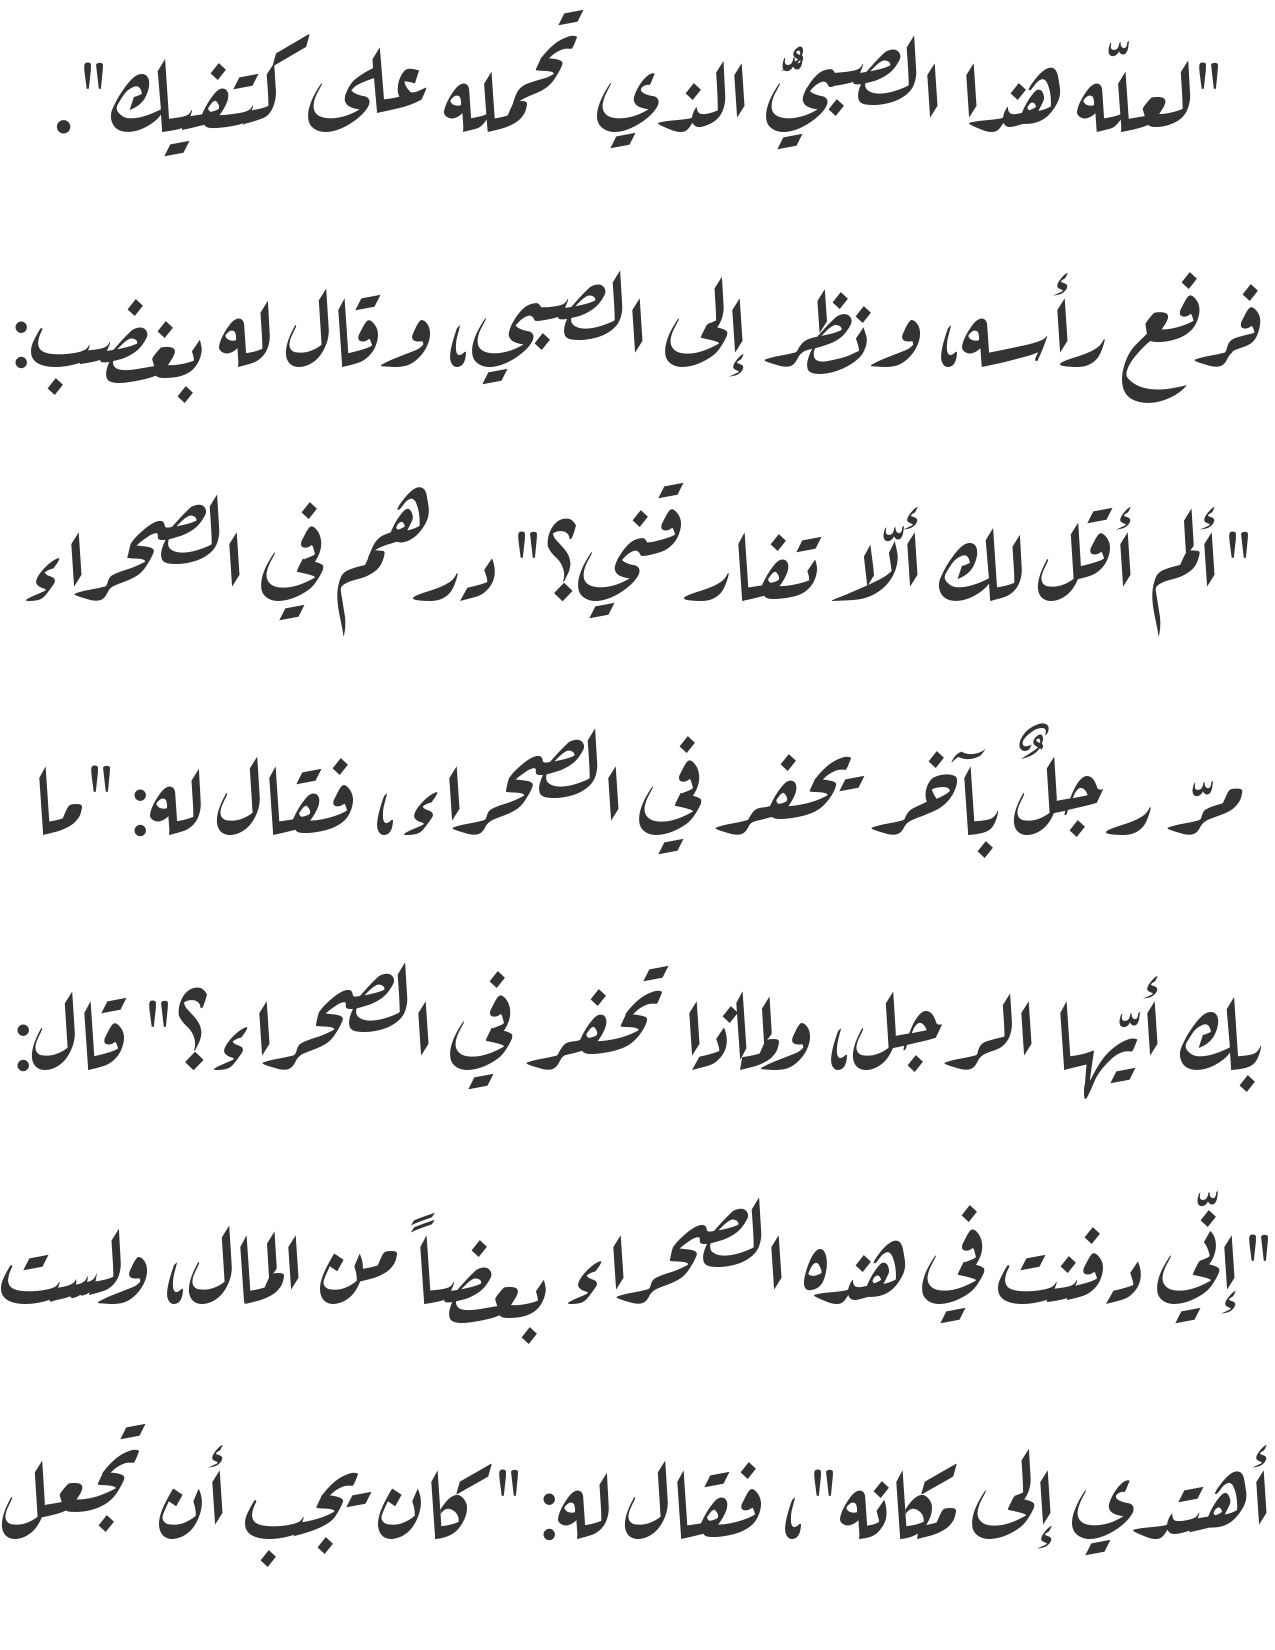 "لعلّه هذا الصبيٌّ الذي تحمله على كتفيك".
فرفع رأسه، ونظر إلى الصبي، وقال له بغضب:
"ألم أقل لك ألّا تفارقني؟" درهم في الصحراء
مرّ رجلٌ بآخر يحفر في الصحراء، فقال له: "ما
بك أيّها الرجل، ولماذا تحفر في الصحراء؟" قال:
"إنّي دفنت في هذه الصحراء بعضاً من المال، ولست
أهتدي إلى مكانه"، فقال له: "كان يجب أن تجعل